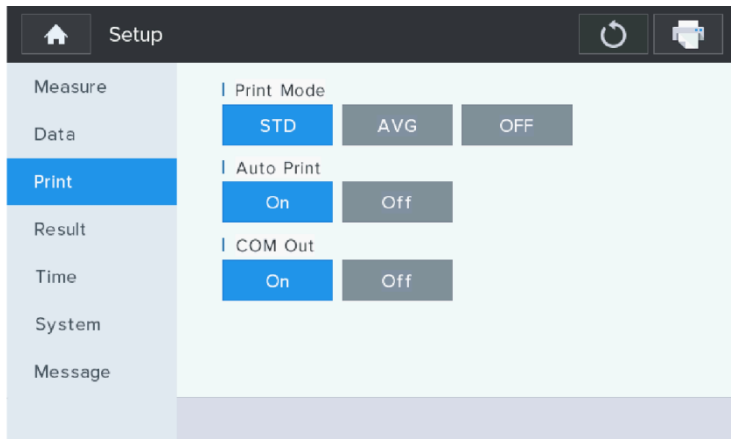 Setup
Measure
Data
Print
Result
Time
System
Message
Print Mode
STD AVG OFF
Auto Print
On Off
COM Out
On Off